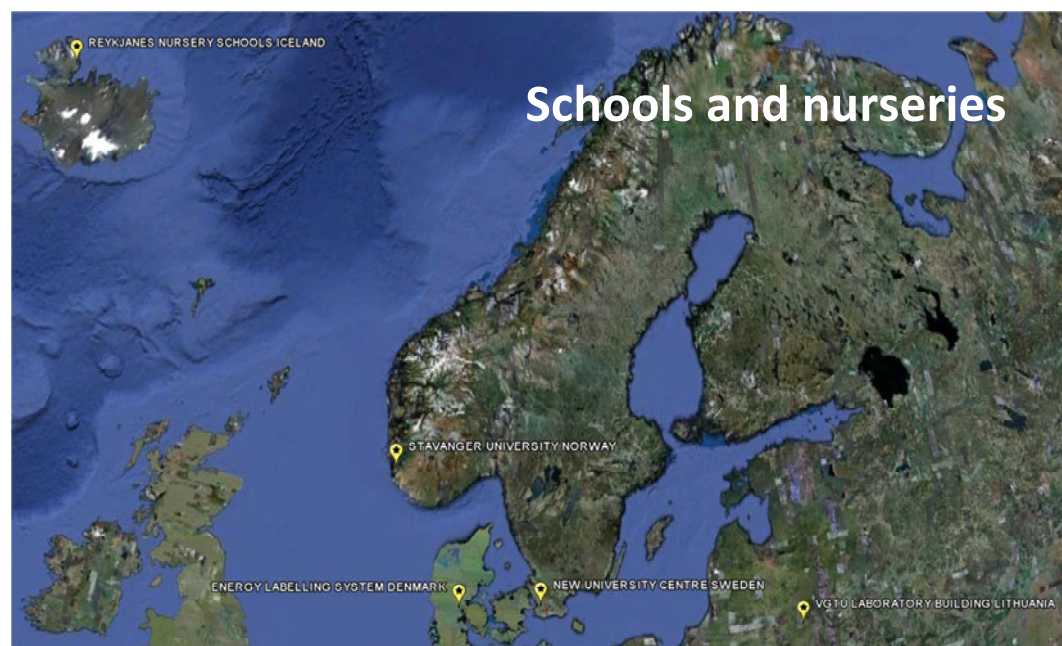 REYKJANES NURSERY SCHOOLS ICELAND
Schools and nurseries
STAVANGER UNIVERSITY NORWAY
ENERGY LABELLING SYSTEM DENMARK
NEW UNIVERSITY CENTRE SWEDEN
VGTU LABORATORY BUILDING LITHUANIA